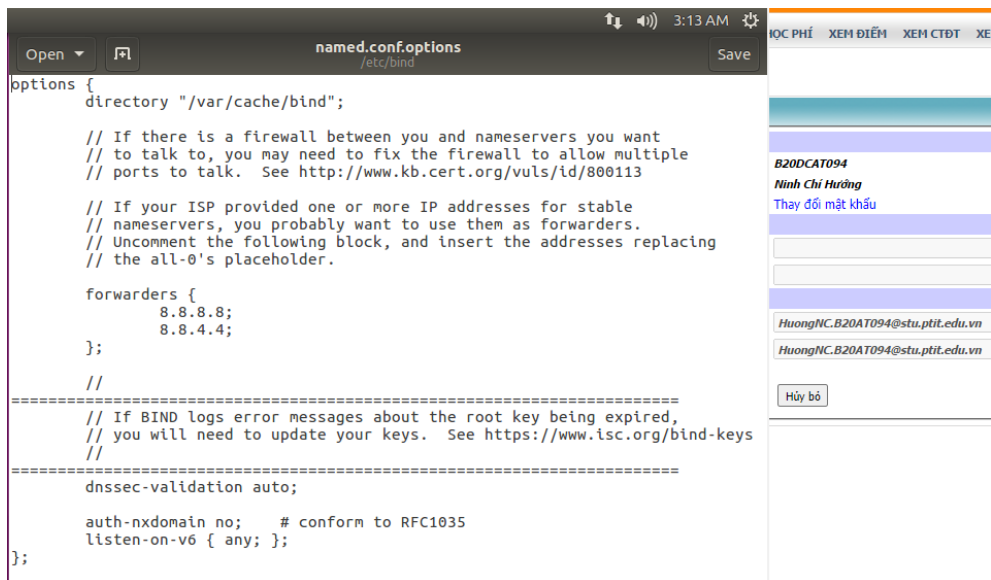 3:13 AM
Open
named.conf.options
/etc/bind
Save
options {
directory "/var/cache/bind";
// If there is a firewall between you and nameservers you want
// to talk to, you may need to fix the firewall to allow multiple
// ports to talk.  See http://www.kb.cert.org/vuls/id/800113
// If your ISP provided one or more IP addresses for stable
// nameservers, you probably want to use them as forwarders.
// Uncomment the following block, and insert the addresses replacing
// the all-0's placeholder.
forwarders {
8.8.8.8;
8.8.4.4;
};
//
========================================================================
// If BIND logs error messages about the root key being expired,
// you will need to update your keys.  See https://www.isc.org/bind-keys
//
========================================================================
dnssec-validation auto;
auth-nxdomain no;    # conform to RFC1035
listen-on-v6 { any; };
};
ỌC PHÍ XEM ĐIỂM XEM CTĐT XE
B20DCAT094
Ninh Chí Hướng
Thay đổi mật khẩu
HuongNC.B20AT094@stu.ptit.edu.vn
HuongNC.B20AT094@stu.ptit.edu.vn
Hủy bỏ